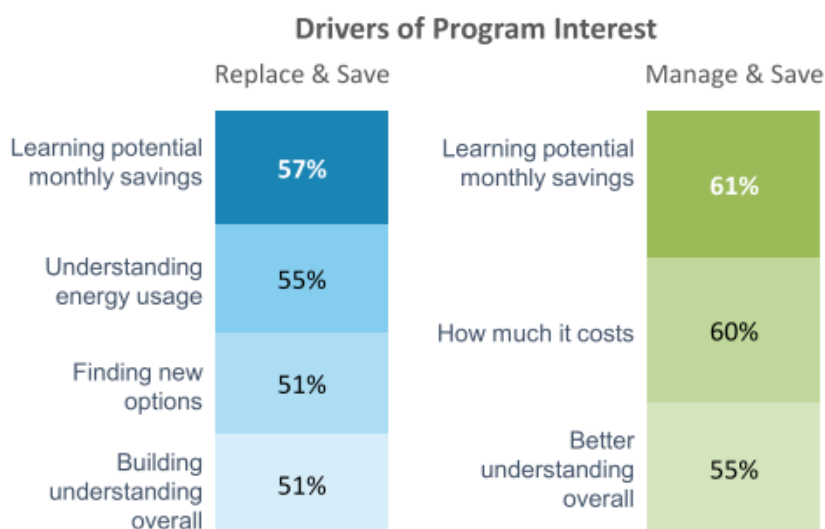 Drivers of Program Interest
Replace & Save
Learning potential
monthly savings
57%
Understanding
energy usage
55%
Finding new
options
51%
Building
understanding
overall
51%
Manage & Save
Learning potential
monthly savings
61%
How much it costs
60%
Better
understanding
overall
55%